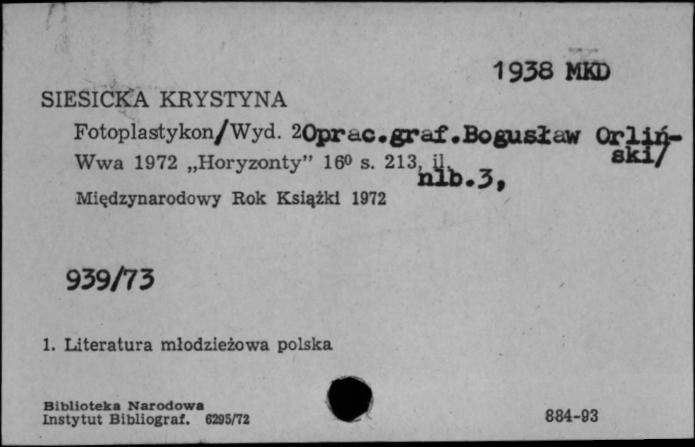 1938 MKD
SIESICKA KRYSTYNA
Fotoplastykon/Wyd. 2Oprac.graf.Bogusław Orliń-
ski/
Wwa 1972 „Horyzonty” 16⁰ s. 213, il.
nlb.3,
Międzynarodowy Rok Książki 1972
939/73
1. Literatura młodzieżowa polska
Biblioteka Narodowa
Instytut Bibliograf. 6295/72
884-93